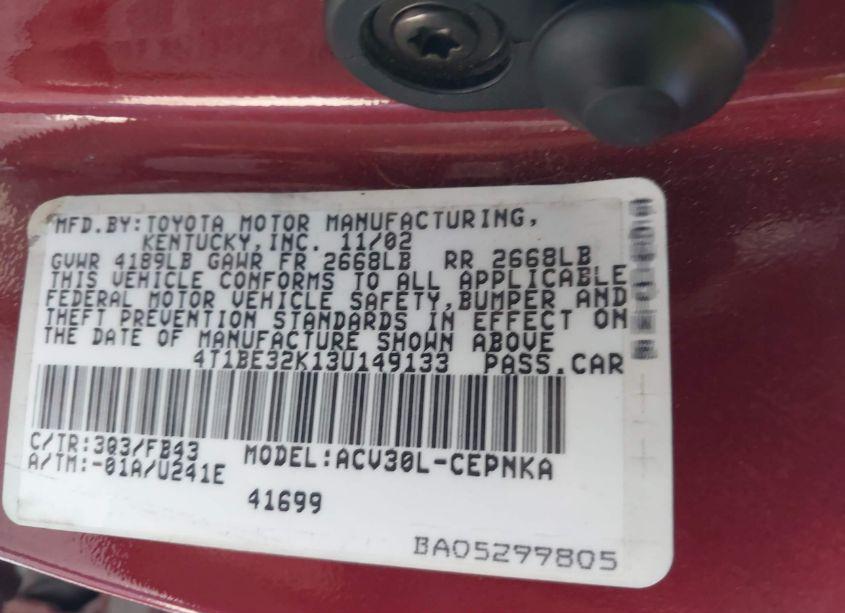 MFD.BY:TOYOTA MOTOR MANUFACTURING,
KENTUCKY,INC. 11/02
GVWR 4189LB GAWR FR 2668LB RR 2668LB
THIS VEHICLE CONFORMS TO ALL APPLICABLE
FEDERAL MOTOR VEHICLE SAFETY,BUMPER AND
THEFT PREVENTION STANDARDS IN EFFECT ON
THE DATE OF MANUFACTURE SHOWN ABOVE
4T1BE32K13U149133 PASS.CAR
C/TR:3Q3/FB43
A/TM:-01A/U241E
MODEL:ACV30L-CEPNKA
41699
BA05299805